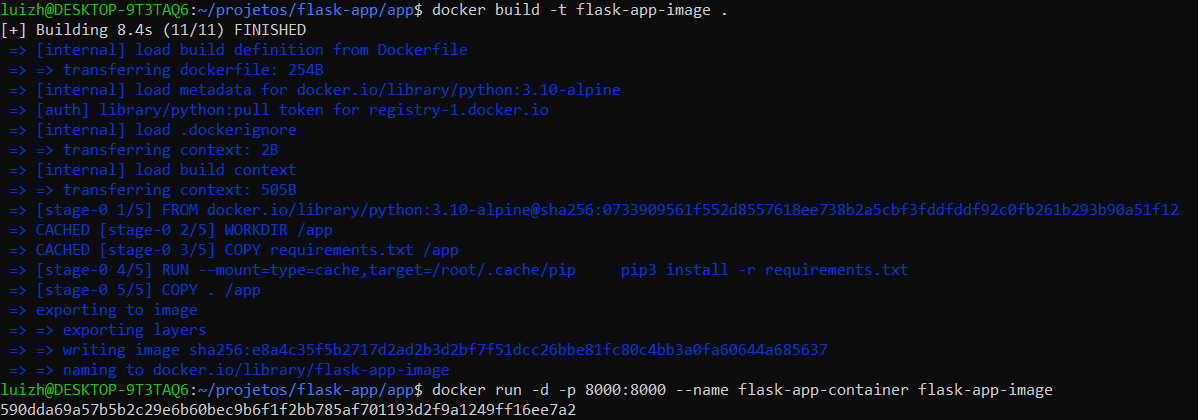 luizh@DESKTOP-9T3TAQ6:~/projetos/flask-app/app$ docker build -t flask-app-image .
[+] Building 8.4s (11/11) FINISHED
=> [internal] load build definition from Dockerfile
=> => transferring dockerfile: 254B
=> [internal] load metadata for docker.io/library/python:3.10-alpine
=> [auth] library/python:pull token for registry-1.docker.io
=> [internal] load .dockerignore
=> => transferring context: 2B
=> [internal] load build context
=> => transferring context: 505B
=> [stage-0 1/5] FROM docker.io/library/python:3.10-alpine@sha256:0733909561f552d8557618ee738b2a5cbf3fddfddf92c0fb261b293b90a51f12
=> CACHED [stage-0 2/5] WORKDIR /app
=> CACHED [stage-0 3/5] COPY requirements.txt /app
=> [stage-0 4/5] RUN --mount=type=cache,target=/root/.cache/pip     pip3 install -r requirements.txt
=> [stage-0 5/5] COPY . /app
=> exporting to image
=> => exporting layers
=> => writing image sha256:e8a4c35f5b2717d2ad2b3d2bf7f51dcc26bbe81fc80c4bb3a0fa60644a685637
=> => naming to docker.io/library/flask-app-image
luizh@DESKTOP-9T3TAQ6:~/projetos/flask-app/app$ docker run -d -p 8000:8000 --name flask-app-container flask-app-image
590dda69a57b5b2c29e6b60bec9b6f1f2bb785af701193d2f9a1249ff16ee7a2